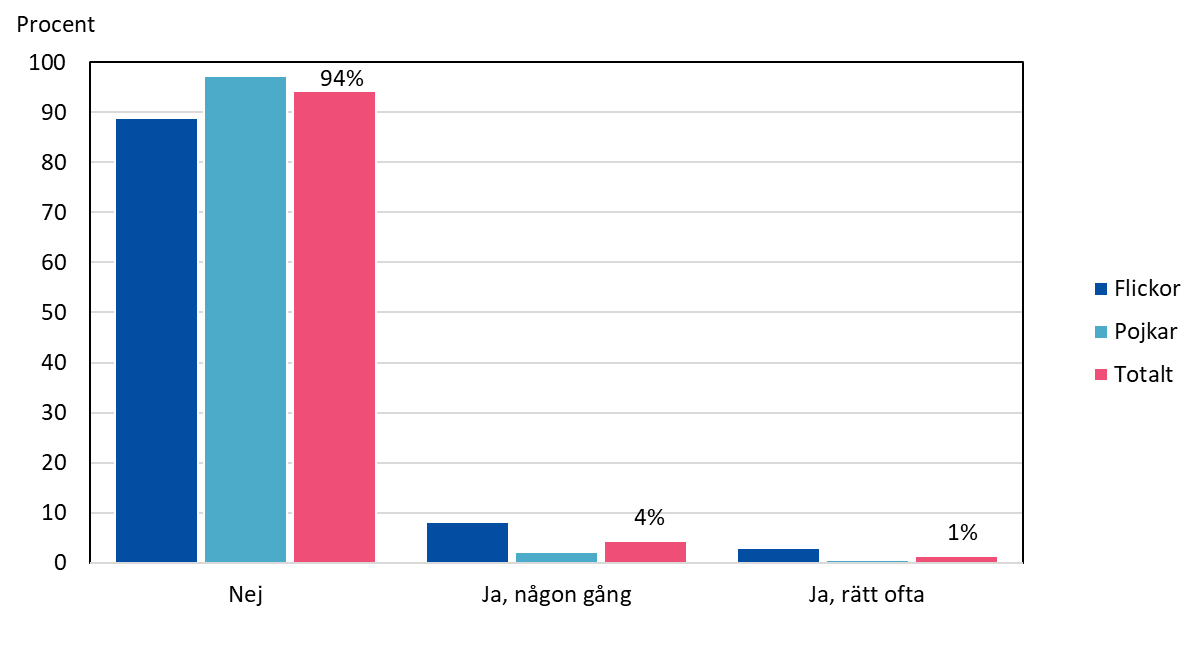 Procent
100
90
80
70
60
50
40
30
20
10
0
94%
4%
1%
Nej
Ja, någon gång
Ja, rätt ofta
Flickor
Pojkar
Totalt